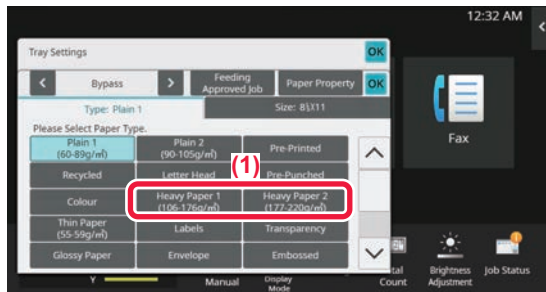 12:32 AM
Tray Settings
OK
Bypass
Feeding
Approved Job
Paper Property
OK
Type: Plain 1
Size: 8½X11
Please Select Paper Type.
Plain 1
(60-89g/㎡)
Plain 2
(90-105g/㎡)
Pre-Printed
Recycled
Letter Head
Pre-Punched
(1)
Colour
Heavy Paper 1
(106-176g/㎡)
Heavy Paper 2
(177-220g/㎡)
Thin Paper
(55-59g/㎡)
Labels
Transparency
Glossy Paper
Envelope
Embossed
Fax
Y
Manual
Display
Mode
Count
Brightness
Adjustment
Job Status